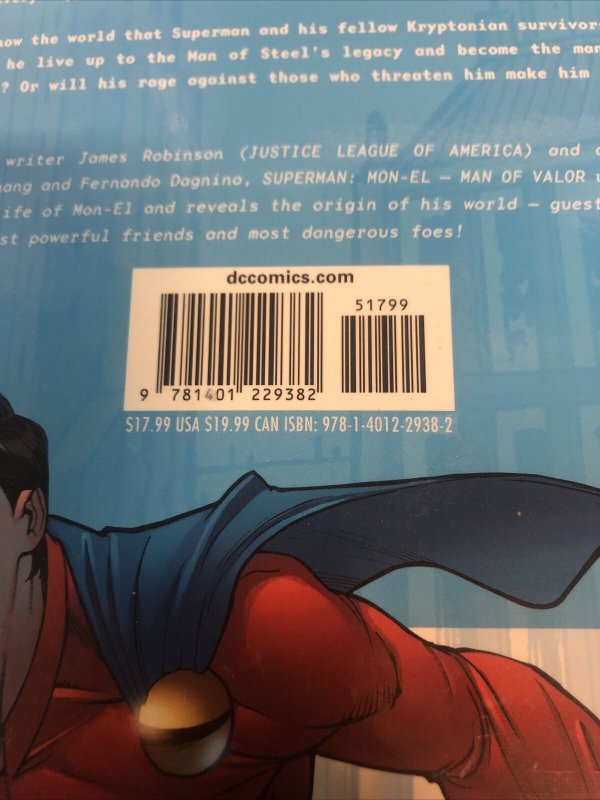 now the world that Superman and his fellow Kryptonian survivor
he live up to the Man of Steel's legacy and become the man
? Or will his rage against those who threaten him make him
writer James Robinson (JUSTICE LEAGUE OF AMERICA) and
and Fernando Dagnino, SUPERMAN: MON-EL — MAN OF VALOR
ife of Mon-El and reveals the origin of his world — guest
st powerful friends and most dangerous foes!
dccomics.com
51799
9 781401 229382
$17.99 USA $19.99 CAN ISBN: 978-1-4012-2938-2